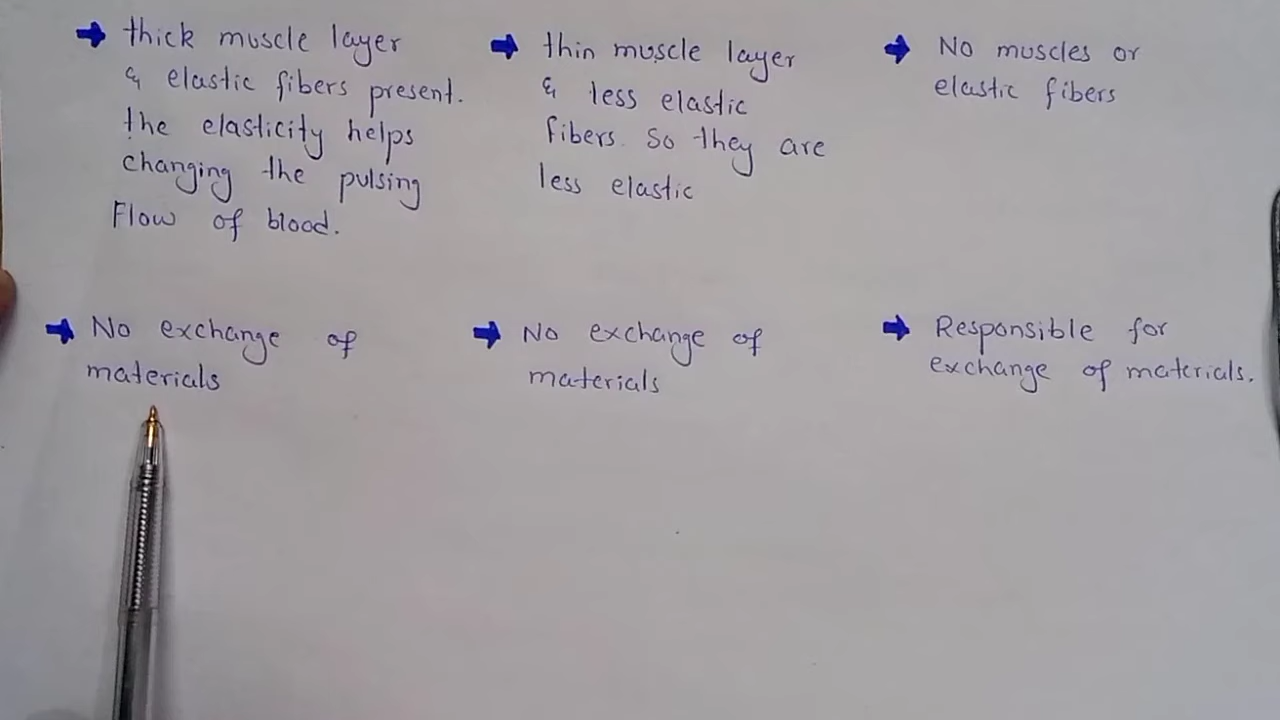 thick muscle layer
& elastic fibers present.
the elasticity helps
changing the pulsing
Flow of blood.
thin muscle layer
& less elastic
fibers. So they are
less elastic
No muscles or
elastic fibers
No exchange of
materials
No exchange of
materials
Responsible for
exchange of materials.